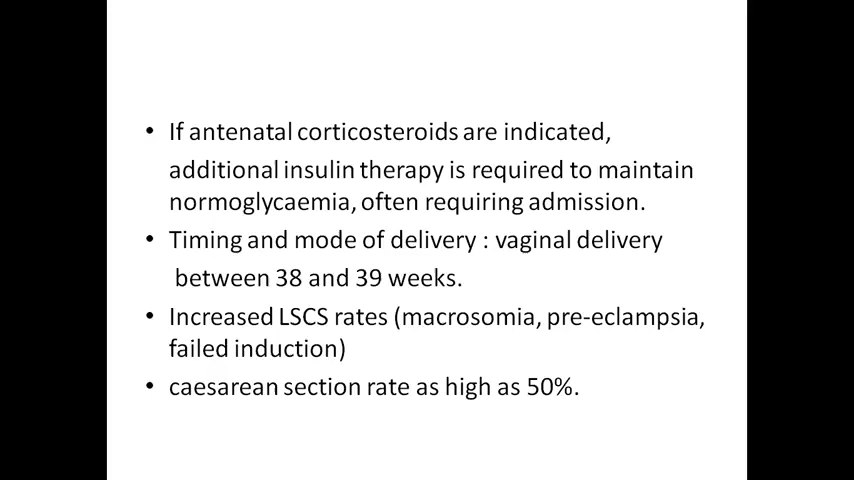 • If antenatal corticosteroids are indicated,
additional insulin therapy is required to maintain
normoglycaemia, often requiring admission.
• Timing and mode of delivery : vaginal delivery
between 38 and 39 weeks.
• Increased LSCS rates (macrosomia, pre-eclampsia,
failed induction)
• caesarean section rate as high as 50%.